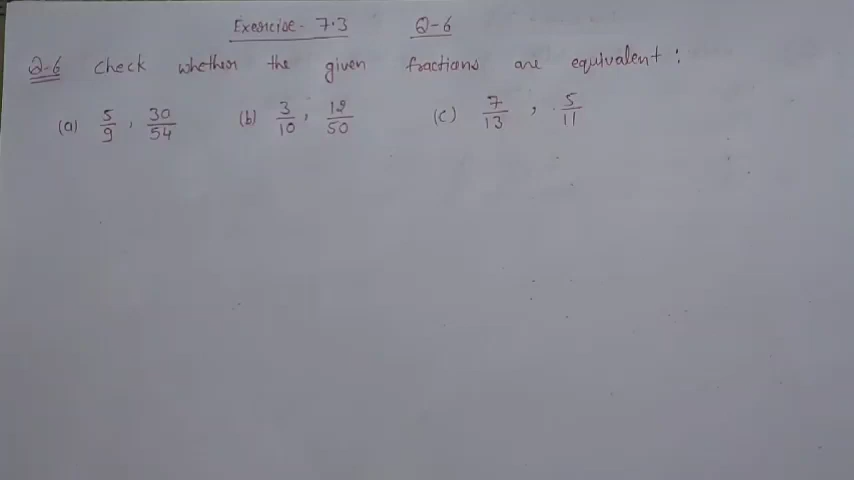 Exercise - 7.3 Q-6
Q-6 Check whether the given fractions are equivalent :
(a) 5/9 , 30/54 (b) 3/10 , 12/50 (c) 7/13 , 5/11